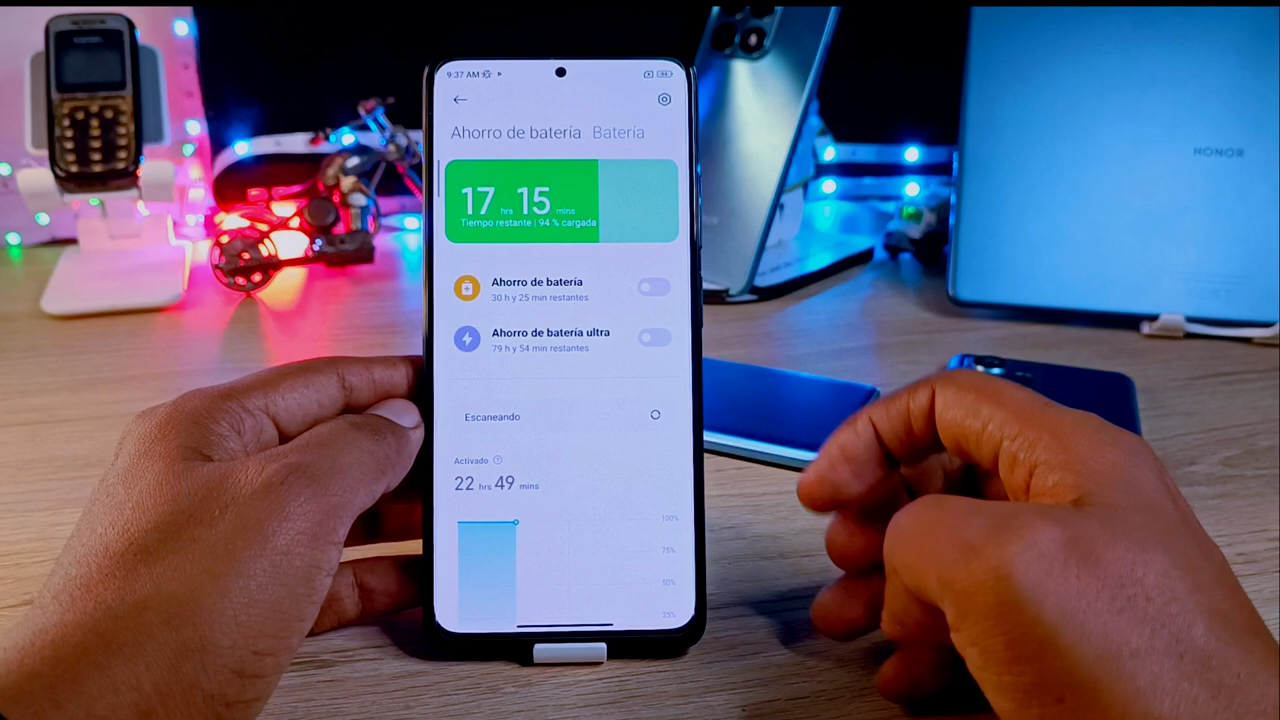 9:37 AM
Ahorro de batería Batería
17 hrs 15 mins
Tiempo restante | 94 % cargada
Ahorro de batería
30 h y 25 min restantes
Ahorro de batería ultra
79 h y 54 min restantes
Escaneando
Activado
22 hrs 49 mins
100%
75%
50%
25%
HONOR